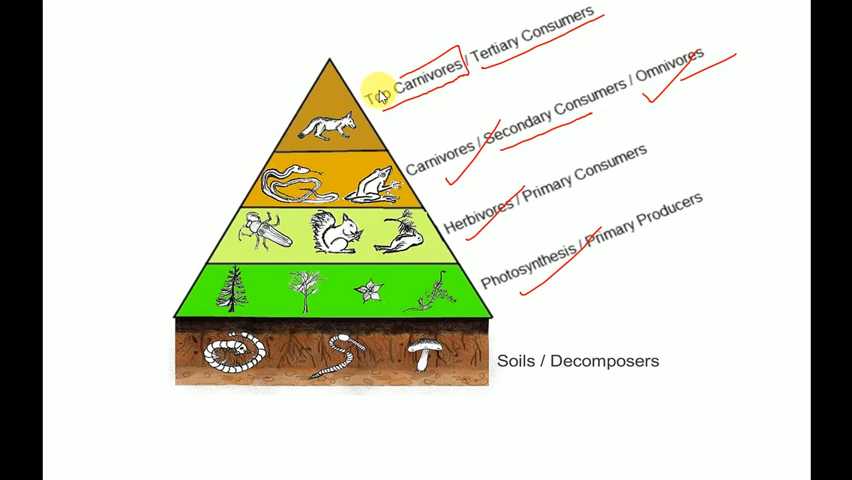 Top Carnivores / Tertiary Consumers
Carnivores / Secondary Consumers / Omnivores
Herbivores / Primary Consumers
Photosynthesis / Primary Producers
Soils / Decomposers